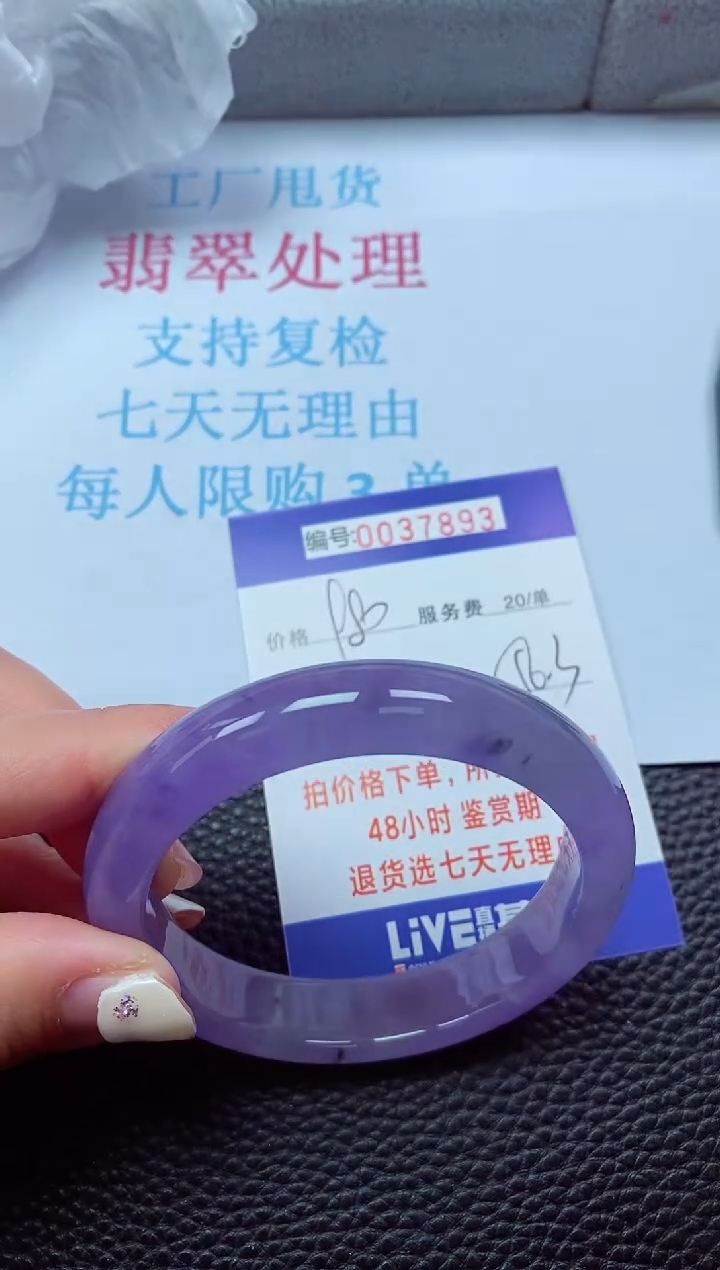 工厂甩货
翡翠处理
支持复检
七天无理由
每人限购3单
编号:0037893
价格 服务费 20/单
拍价格下单，所
48小时 鉴赏期
退货选七天无理由
LiVE